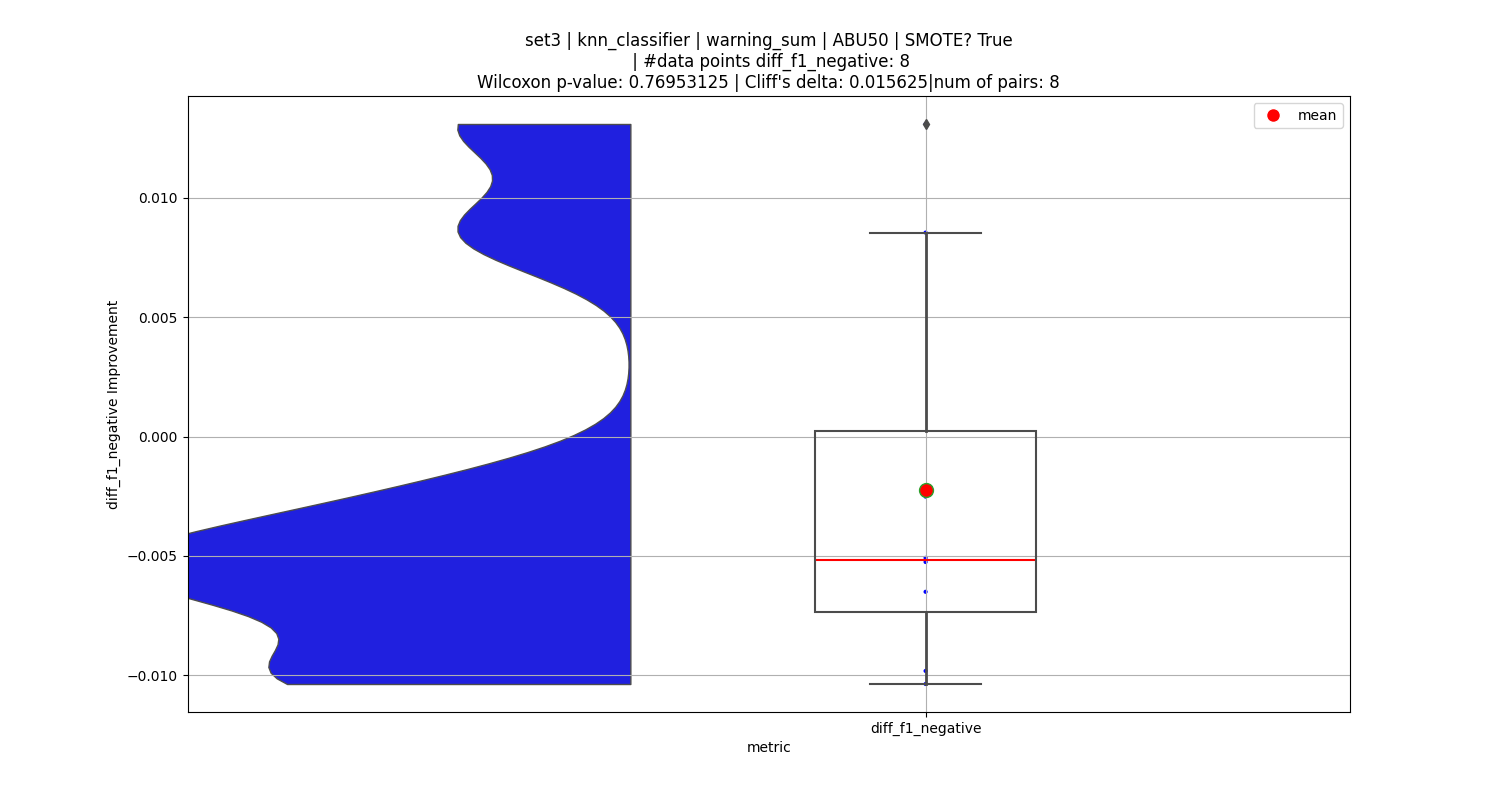 set3 | knn_classifier | warning_sum | ABU50 | SMOTE? True
| #data points diff_f1_negative: 8
Wilcoxon p-value: 0.76953125 | Cliff's delta: 0.015625|num of pairs: 8
mean
0.010
0.005
0.000
−0.005
−0.010
diff_f1_negative Improvement
diff_f1_negative
metric